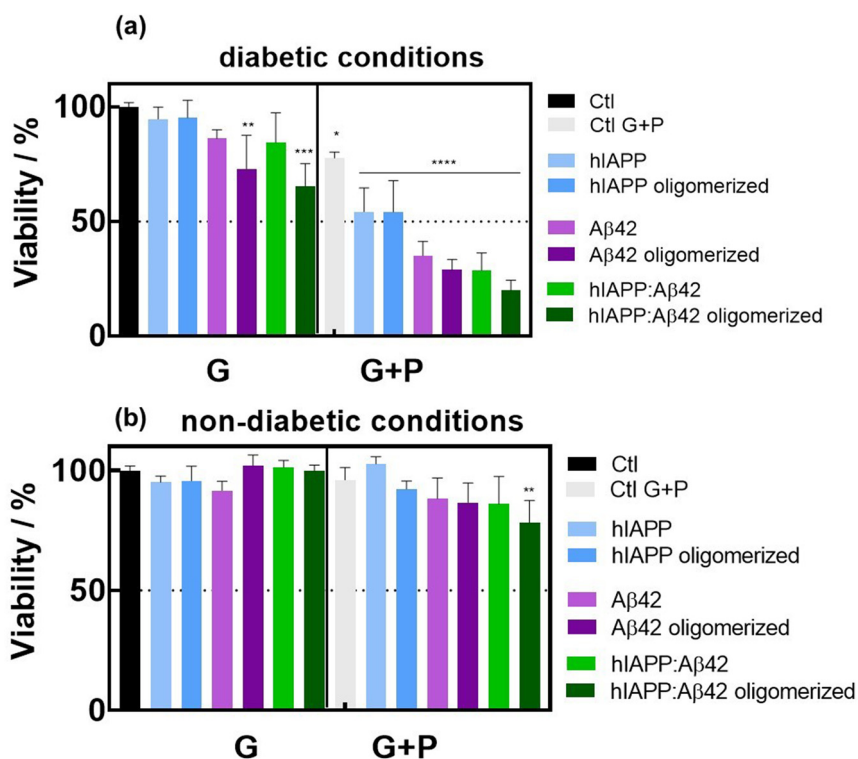 (a)
diabetic conditions
Viability / %
100
50
0
**
***
*
****
G
G+P
Ctl
Ctl G+P
hIAPP
hIAPP oligomerized
Aβ42
Aβ42 oligomerized
hIAPP:Aβ42
hIAPP:Aβ42 oligomerized
(b)
non-diabetic conditions
Viability / %
100
50
0
**
G
G+P
Ctl
Ctl G+P
hIAPP
hIAPP oligomerized
Aβ42
Aβ42 oligomerized
hIAPP:Aβ42
hIAPP:Aβ42 oligomerized